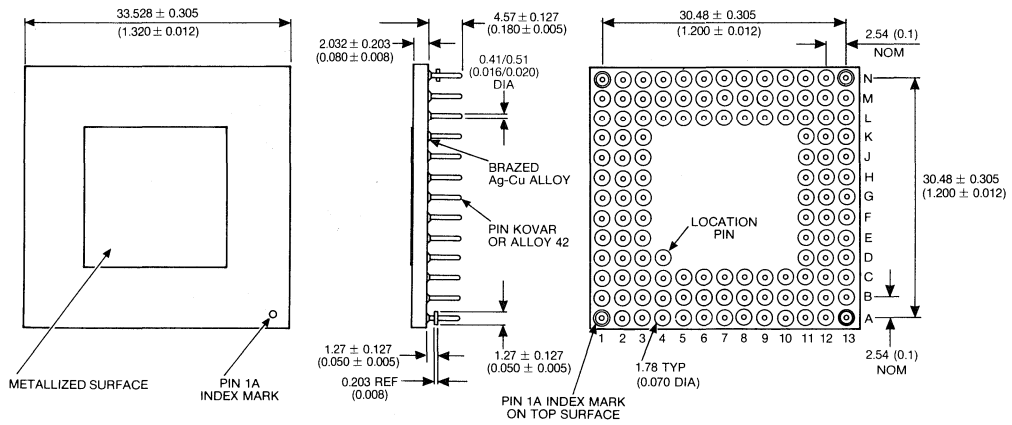 33.528 ± 0.305
(1.320 ± 0.012)
METALLIZED SURFACE
PIN 1A
INDEX MARK
4.57 ± 0.127
(0.180 ± 0.005)
2.032 ± 0.203
(0.080 ± 0.008)
0.41/0.51
(0.016/0.020)
DIA
BRAZED
Ag-Cu ALLOY
PIN KOVAR
OR ALLOY 42
1.27 ± 0.127
(0.050 ± 0.005)
0.203 REF
(0.008)
1.27 ± 0.127
(0.050 ± 0.005)
30.48 ± 0.305
(1.200 ± 0.012)
2.54 (0.1)
NOM
N
M
L
K
J
H
G
F
E
D
C
B
A
30.48 ± 0.305
(1.200 ± 0.012)
LOCATION
PIN
1 2 3 4 5 6 7 8 9 10 11 12 13
2.54 (0.1)
NOM
1.78 TYP
(0.070 DIA)
PIN 1A INDEX MARK
ON TOP SURFACE